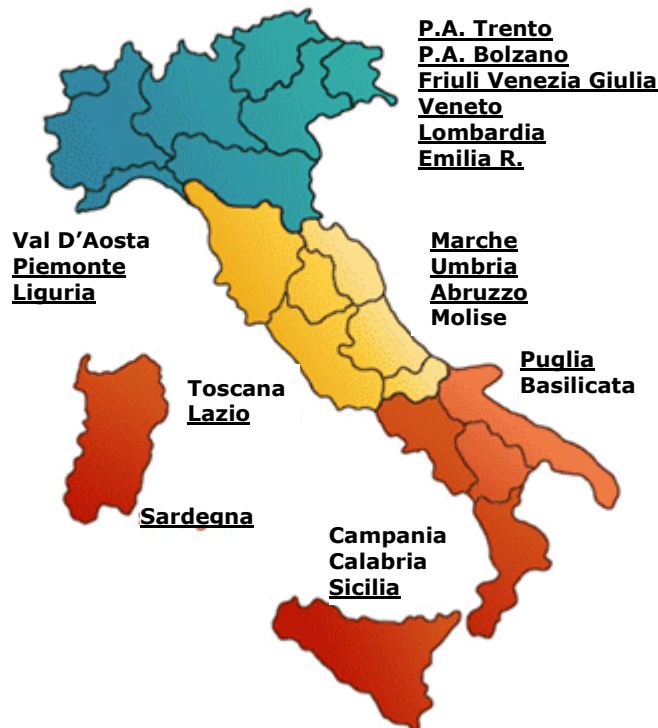 P.A. Trento
P.A. Bolzano
Friuli Venezia Giulia
Veneto
Lombardia
Emilia R.
Val D'Aosta
Piemonte
Liguria
Marche
Umbria
Abruzzo
Molise
Puglia
Basilicata
Toscana
Lazio
Sardegna
Campania
Calabria
Sicilia